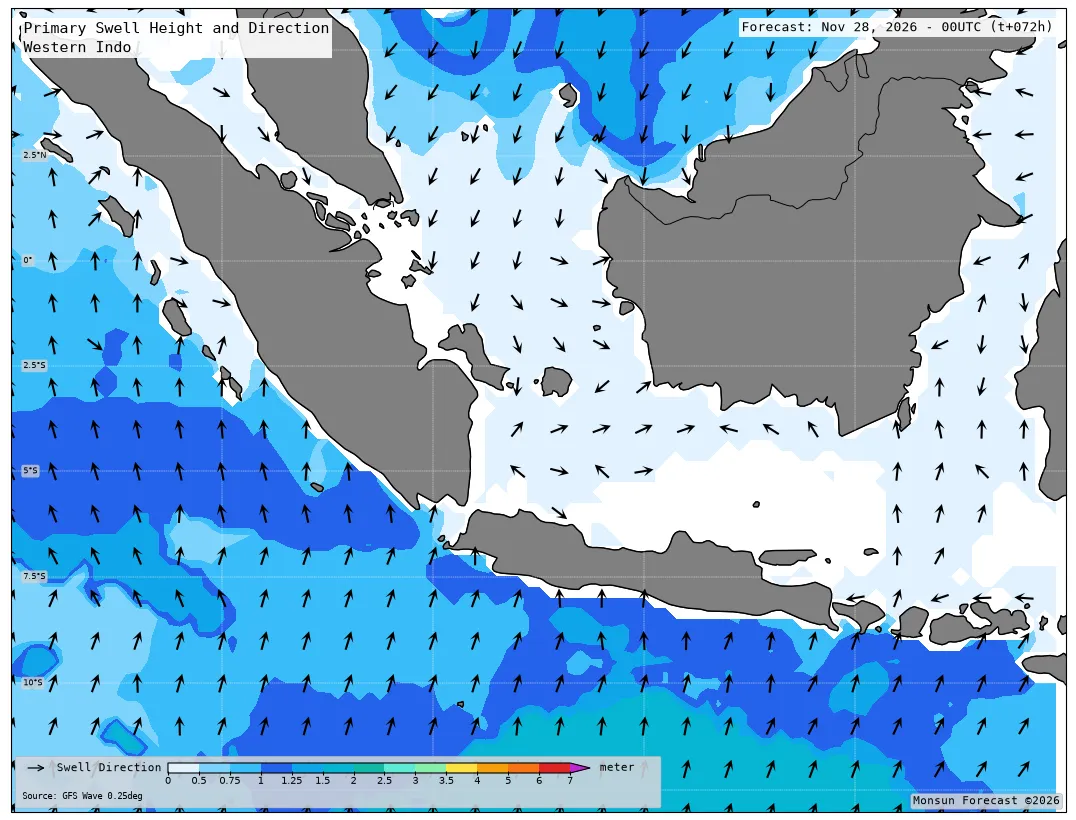 Primary Swell Height and Direction
Western Indo
Forecast: Nov 28, 2026 - 00UTC (t+072h)
2.5°N
0°
2.5°S
5°S
7.5°S
10°S
Swell Direction
meter
0 0.5 0.75 1 1.25 1.5 2 2.5 3 3.5 4 5 6 7
Source: GFS Wave 0.25deg
Monsun Forecast ©2026